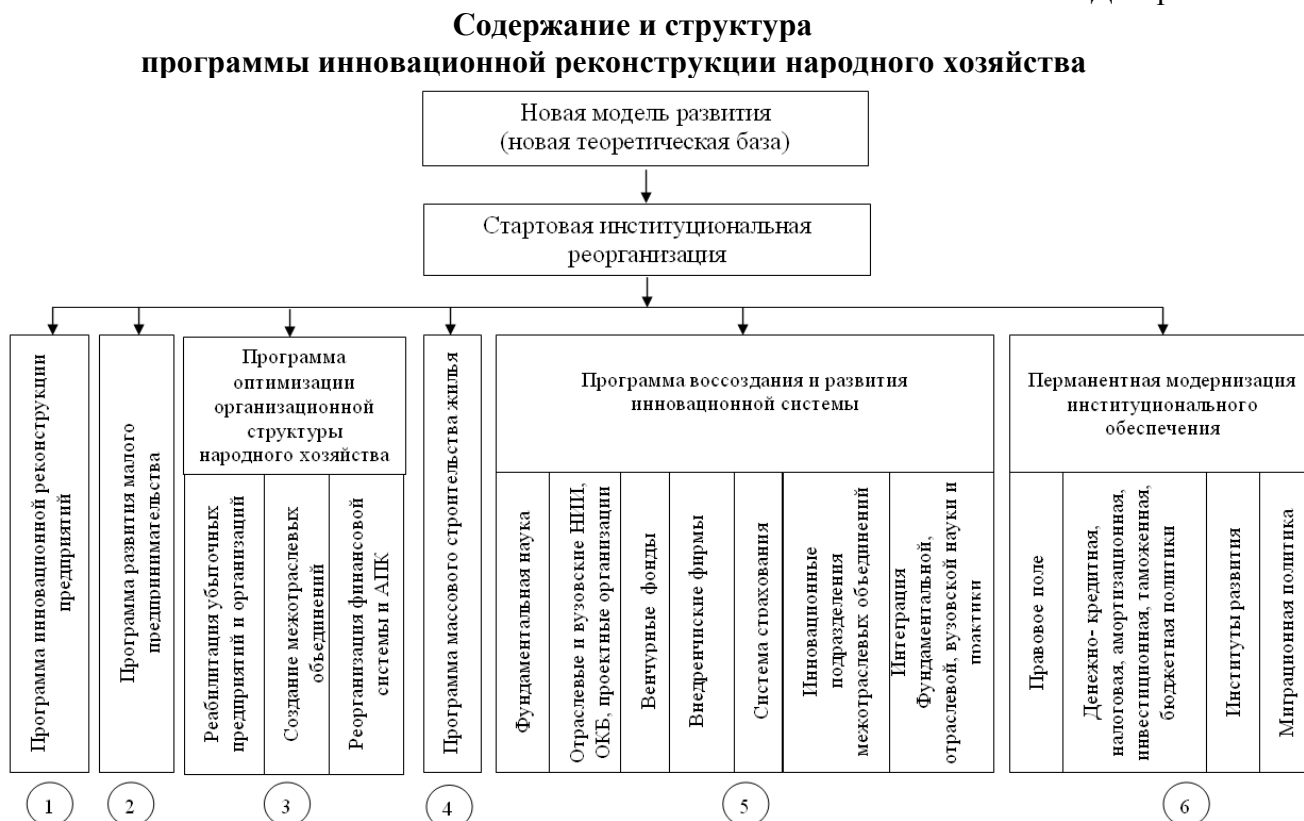 Содержание и структура
программы инновационной реконструкции народного хозяйства
Новая модель развития
(новая теоретическая база)
Стартовая институциональная
реорганизация
Программа инновационной реконструкции
предприятий
Программа развития малого
предпринимательства
Программа
оптимизации
организационной
структуры
народного хозяйства
Реабилитация убыточных
предприятий и организаций
Создание межотраслевых
объединений
Реорганизация финансовой
системы и АПК
Программа массового строительства жилья
Программа воссоздания и развития
инновационной системы
Фундаментальная наука
Отраслевые и вузовские НИИ,
ОКБ, проектные организации
Венчурные фонды
Внедренчиские фирмы
Система страхования
Инновационные
подразделения
межотраслевых объединений
Интеграция
Фундаментальной,
отраслевой, вузовской науки и
практики
Перманентная модернизация
институционального
обеспечения
Правовое поле
Денежно- кредитная,
налоговая, амортизационная,
инвестиционная, таможенная,
бюджетная политики
Институты развития
Миграционная политика
1
2
3
4
5
6